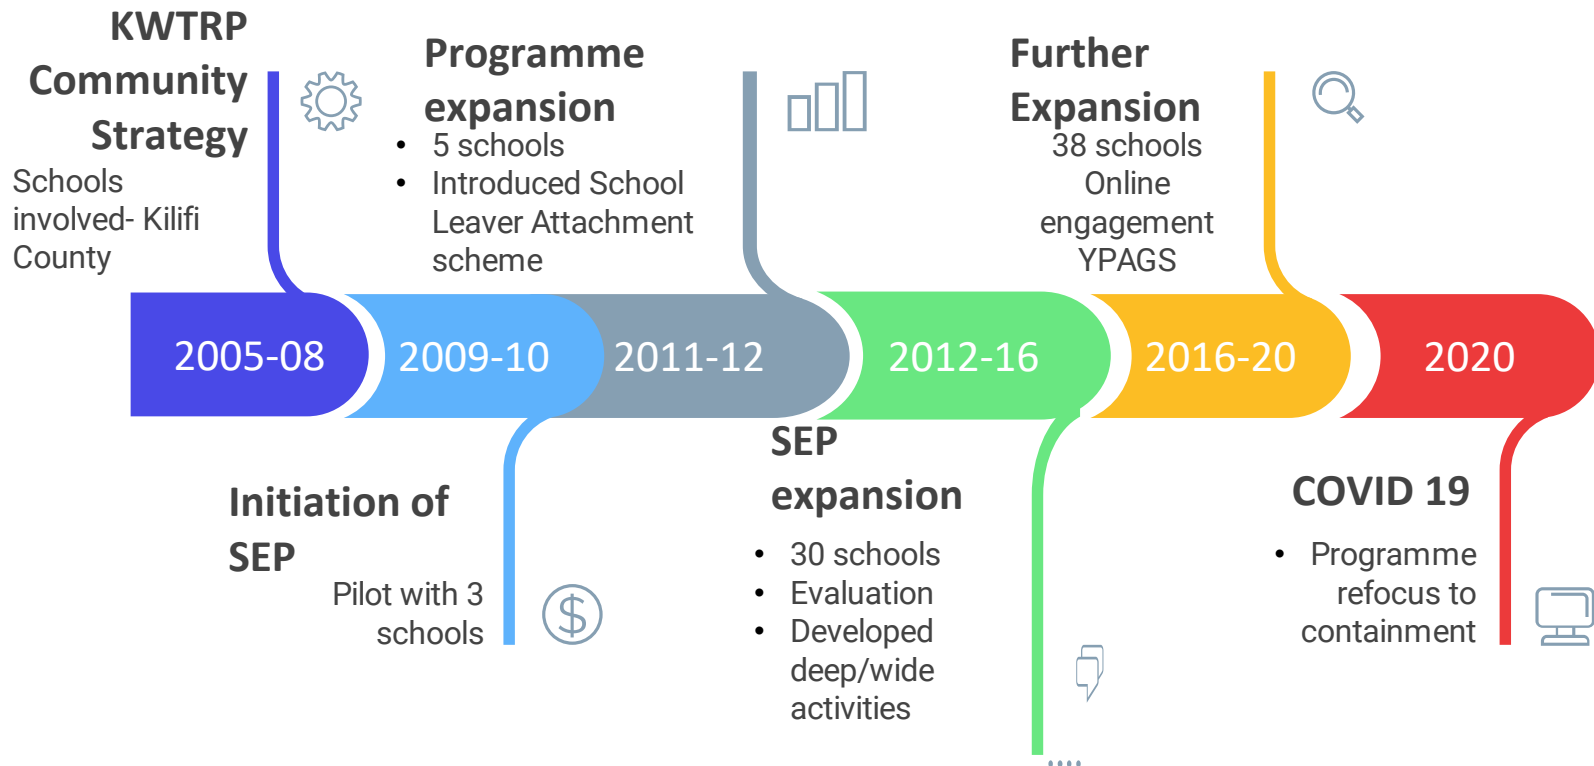 KWTRP
Community
Strategy
Schools
involved- Kilifi
County
Programme
expansion
• 5 schools
• Introduced School
Leaver Attachment
scheme
Further
Expansion
38 schools
Online
engagement
YPAGS
2005-08
2009-10
2011-12
2012-16
2016-20
2020
Initiation of
SEP
Pilot with 3
schools
$
SEP
expansion
• 30 schools
• Evaluation
• Developed
deep/wide
activities
COVID 19
• Programme
refocus to
containment